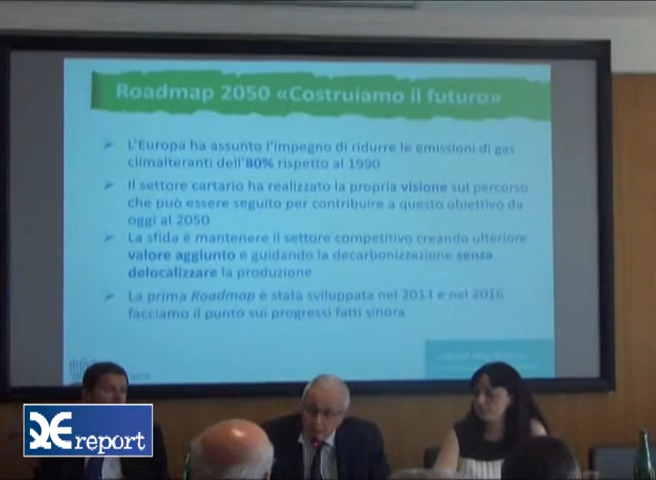 Roadmap 2050 «Costruiamo il futuro»
L'Europa ha assunto l'impegno di ridurre le emissioni di gas
climalteranti dell'80% rispetto al 1990
Il settore cartario ha realizzato la propria visione sul percorso
che può essere seguito per contribuire a questo obiettivo da
oggi al 2050
La sfida è mantenere il settore competitivo creando ulteriore
valore aggiunto e guidando la decarbonizzazione senza
delocalizzare la produzione
La prima Roadmap è stata sviluppata nel 2011 e nel 2016
facciamo il punto sui progressi fatti sinora
report